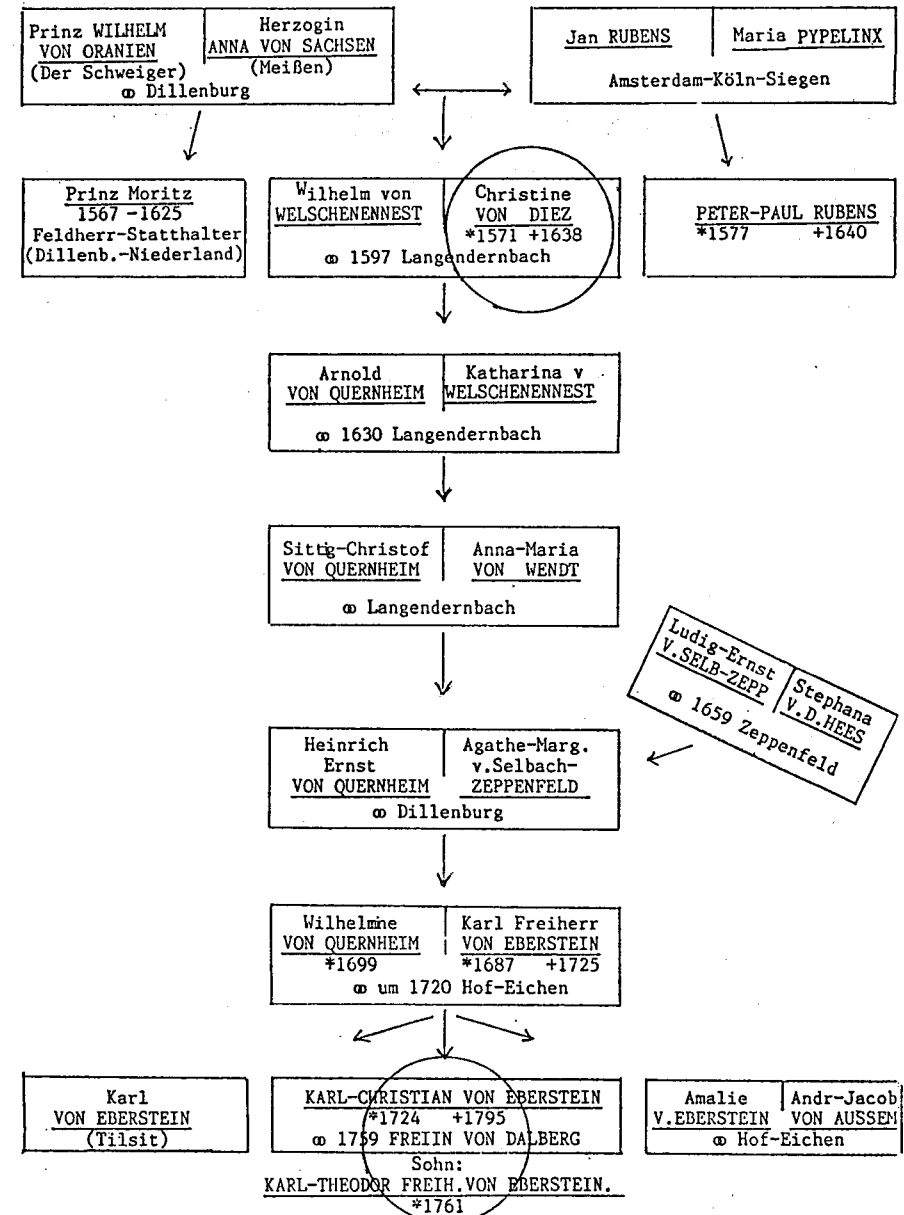 Prinz WILHELM
VON ORANIEN
(Der Schweiger)
Herzogin
ANNA VON SACHSEN
(Meißen)
⚭ Dillenburg
Jan RUBENS
Maria PYPELINX
Amsterdam-Köln-Siegen
Prinz Moritz
1567 -1625
Feldherr-Statthalter
(Dillenb.-Niederland)
Wilhelm von
WELSCHENENNEST
Christine
VON DIEZ
*1571 +1638
⚭ 1597 Langendernbach
PETER-PAUL RUBENS
*1577 +1640
Arnold
VON QUERNHEIM
Katharina v
WELSCHENENNEST
⚭ 1630 Langendernbach
Sittig-Christof
VON QUERNHEIM
Anna-Maria
VON WENDT
⚭ Langendernbach
Ludig-Ernst
V.SELB-ZEPP
Stephana
V.D.HEES
⚭ 1659 Zeppenfeld
Heinrich
Ernst
VON QUERNHEIM
Agathe-Marg.
v.Selbach-
ZEPPENFELD
⚭ Dillenburg
Wilhelmine
VON QUERNHEIM
*1699
Karl Freiherr
VON EBERSTEIN
*1687 +1725
⚭ um 1720 Hof-Eichen
Karl
VON EBERSTEIN
(Tilsit)
KARL-CHRISTIAN VON EBERSTEIN
*1724 +1795
⚭ 1759 FREIIN VON DALBERG
Sohn:
KARL-THEODOR FREIH.VON EBERSTEIN.
*1761
Amalie
V.EBERSTEIN
Andr-Jacob
VON AUSSEM
⚭ Hof-Eichen